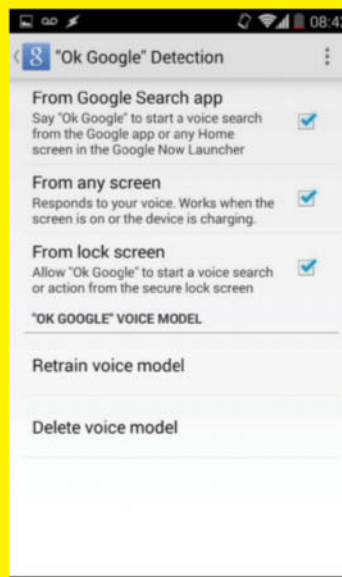 08:43
8 "Ok Google" Detection
From Google Search app
Say "Ok Google" to start a voice search
from the Google app or any Home
screen in the Google Now Launcher
From any screen
Responds to your voice. Works when the
screen is on or the device is charging.
From lock screen
Allow "Ok Google" to start a voice search
or action from the secure lock screen
"OK GOOGLE" VOICE MODEL
Retrain voice model
Delete voice model